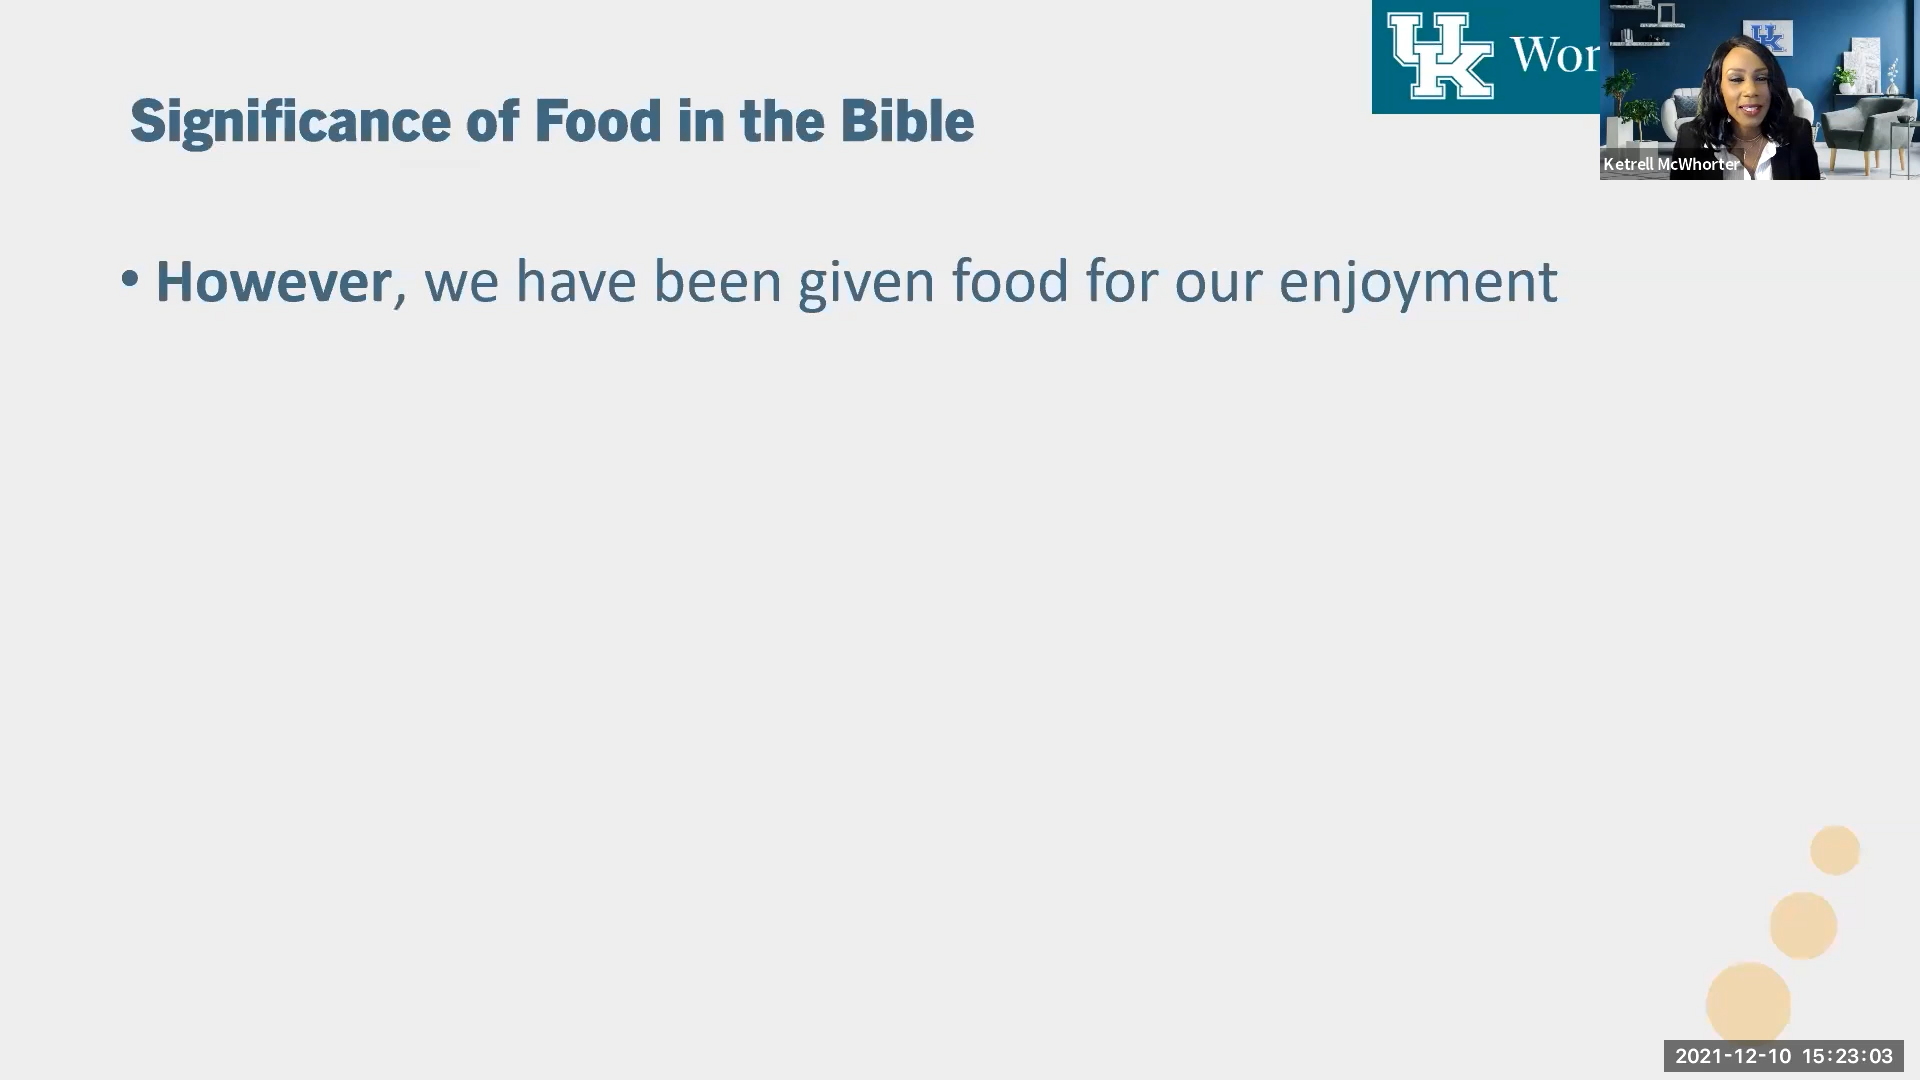 UK Wor
Ketrell McWhorter
Significance of Food in the Bible
• However, we have been given food for our enjoyment
2021-12-10 15:23:03